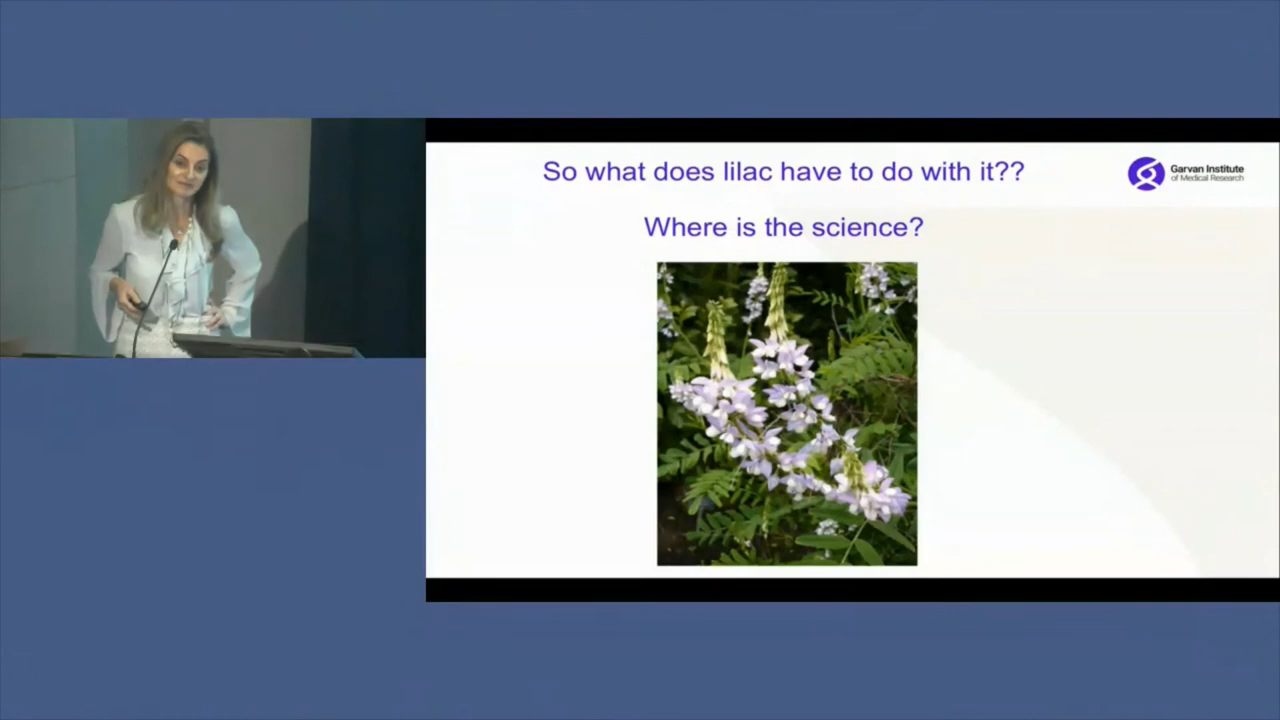 So what does lilac have to do with it??
Garvan Institute
of Medical Research
Where is the science?